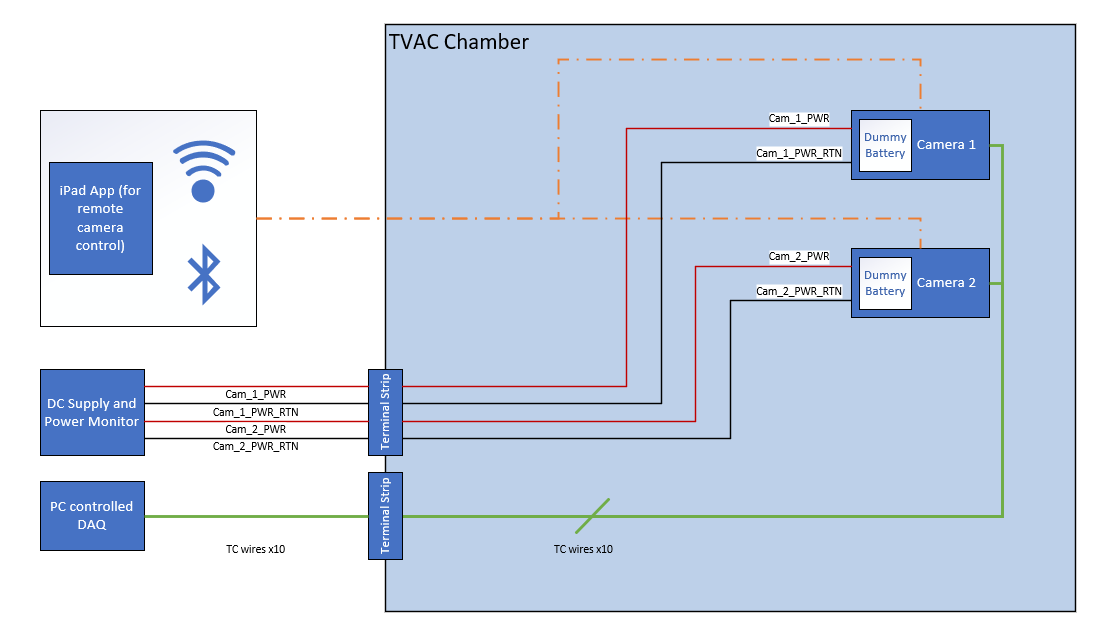 TVAC Chamber
Cam_1_PWR
Cam_1_PWR_RTN
Dummy
Battery
Camera 1
iPad App (for
remote
camera
control)
Cam_2_PWR
Cam_2_PWR_RTN
Dummy
Battery
Camera 2
DC Supply and
Power Monitor
Cam_1_PWR
Cam_1_PWR_RTN
Cam_2_PWR
Cam_2_PWR_RTN
Terminal Strip
PC controlled
DAQ
TC wires x10
Terminal Strip
TC wires x10